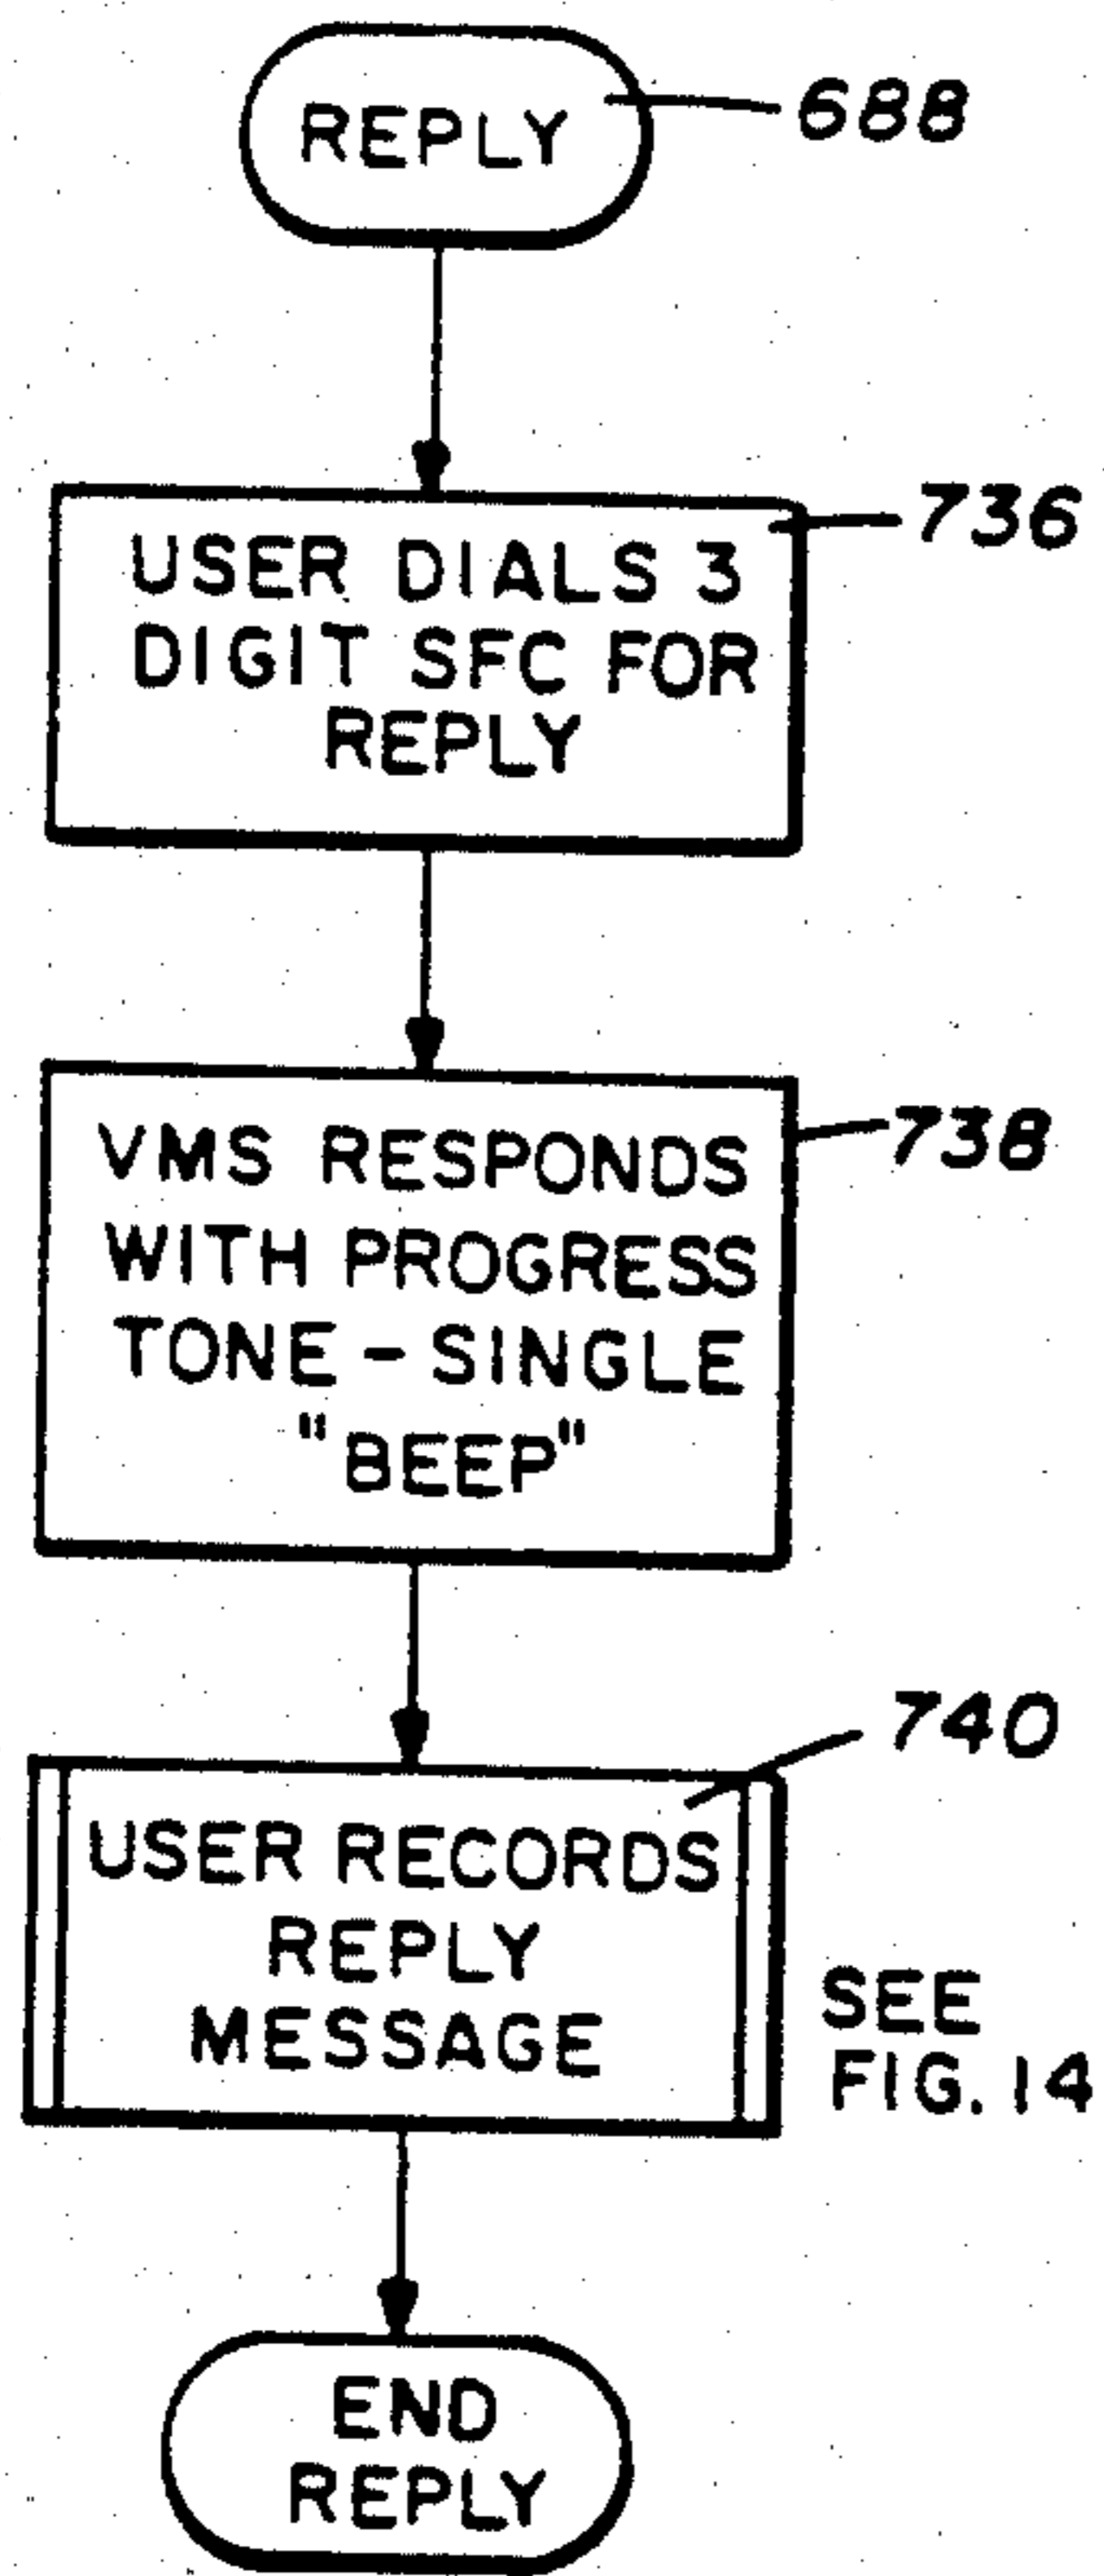 REPLY
688
USER DIALS 3
DIGIT SFC FOR
REPLY
736
VMS RESPONDS
WITH PROGRESS
TONE - SINGLE
"BEEP"
738
USER RECORDS
REPLY
MESSAGE
740
SEE
FIG. 14
END
REPLY